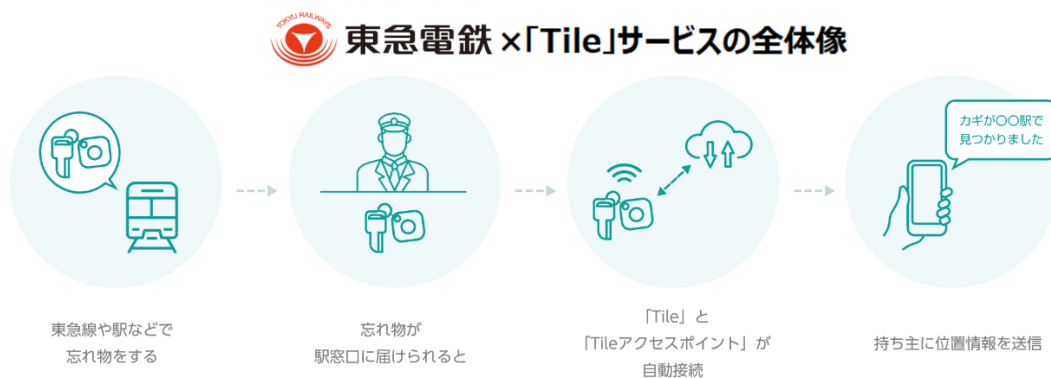 TOKYU RAILWAYS
東急電鉄×「Tile」サービスの全体像
カギが〇〇駅で
見つかりました
東急線や駅などで
忘れ物をする
忘れ物が
駅窓口に届けられると
「Tile」と
「Tileアクセスポイント」が
自動接続
持ち主に位置情報を送信